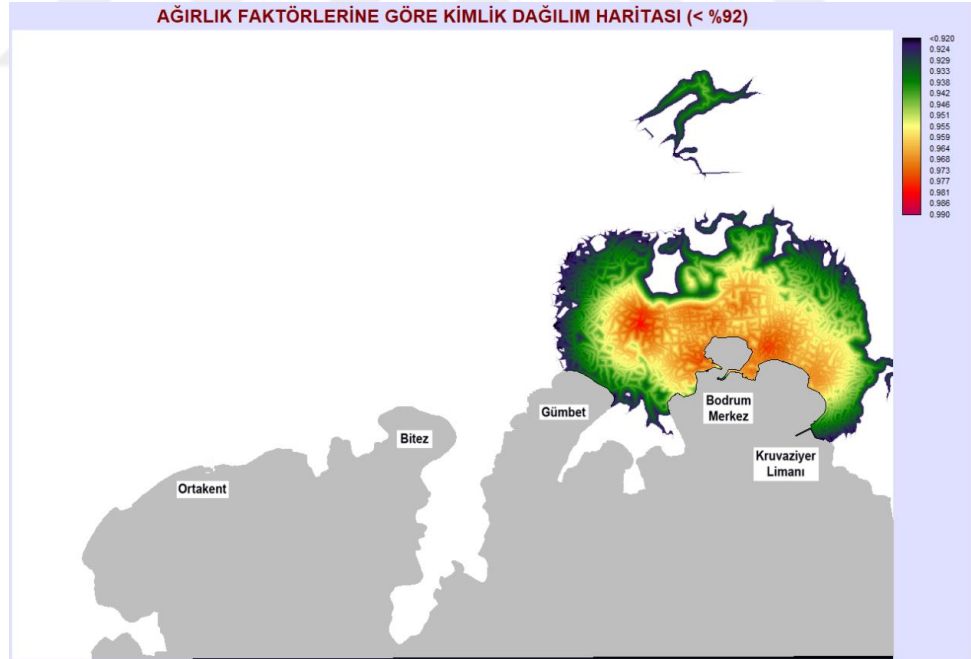 AĞIRLIK FAKTÖRLERİNE GÖRE KİMLİK DAĞILIM HARİTASI (< %92)
<0.920
0.924
0.929
0.933
0.938
0.942
0.946
0.951
0.955
0.959
0.964
0.968
0.973
0.977
0.981
0.986
0.990
Bodrum
Merkez
Gümbet
Bitez
Kruvaziyer
Limanı
Ortakent